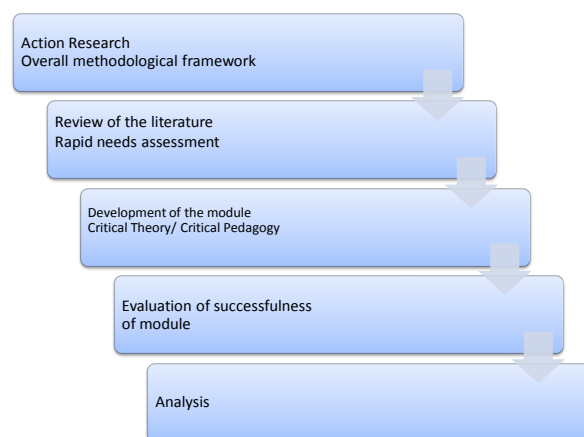 Action Research
Overall methodological framework
Review of the literature
Rapid needs assessment
Development of the module
Critical Theory/ Critical Pedagogy
Evaluation of successfulness
of module
Analysis